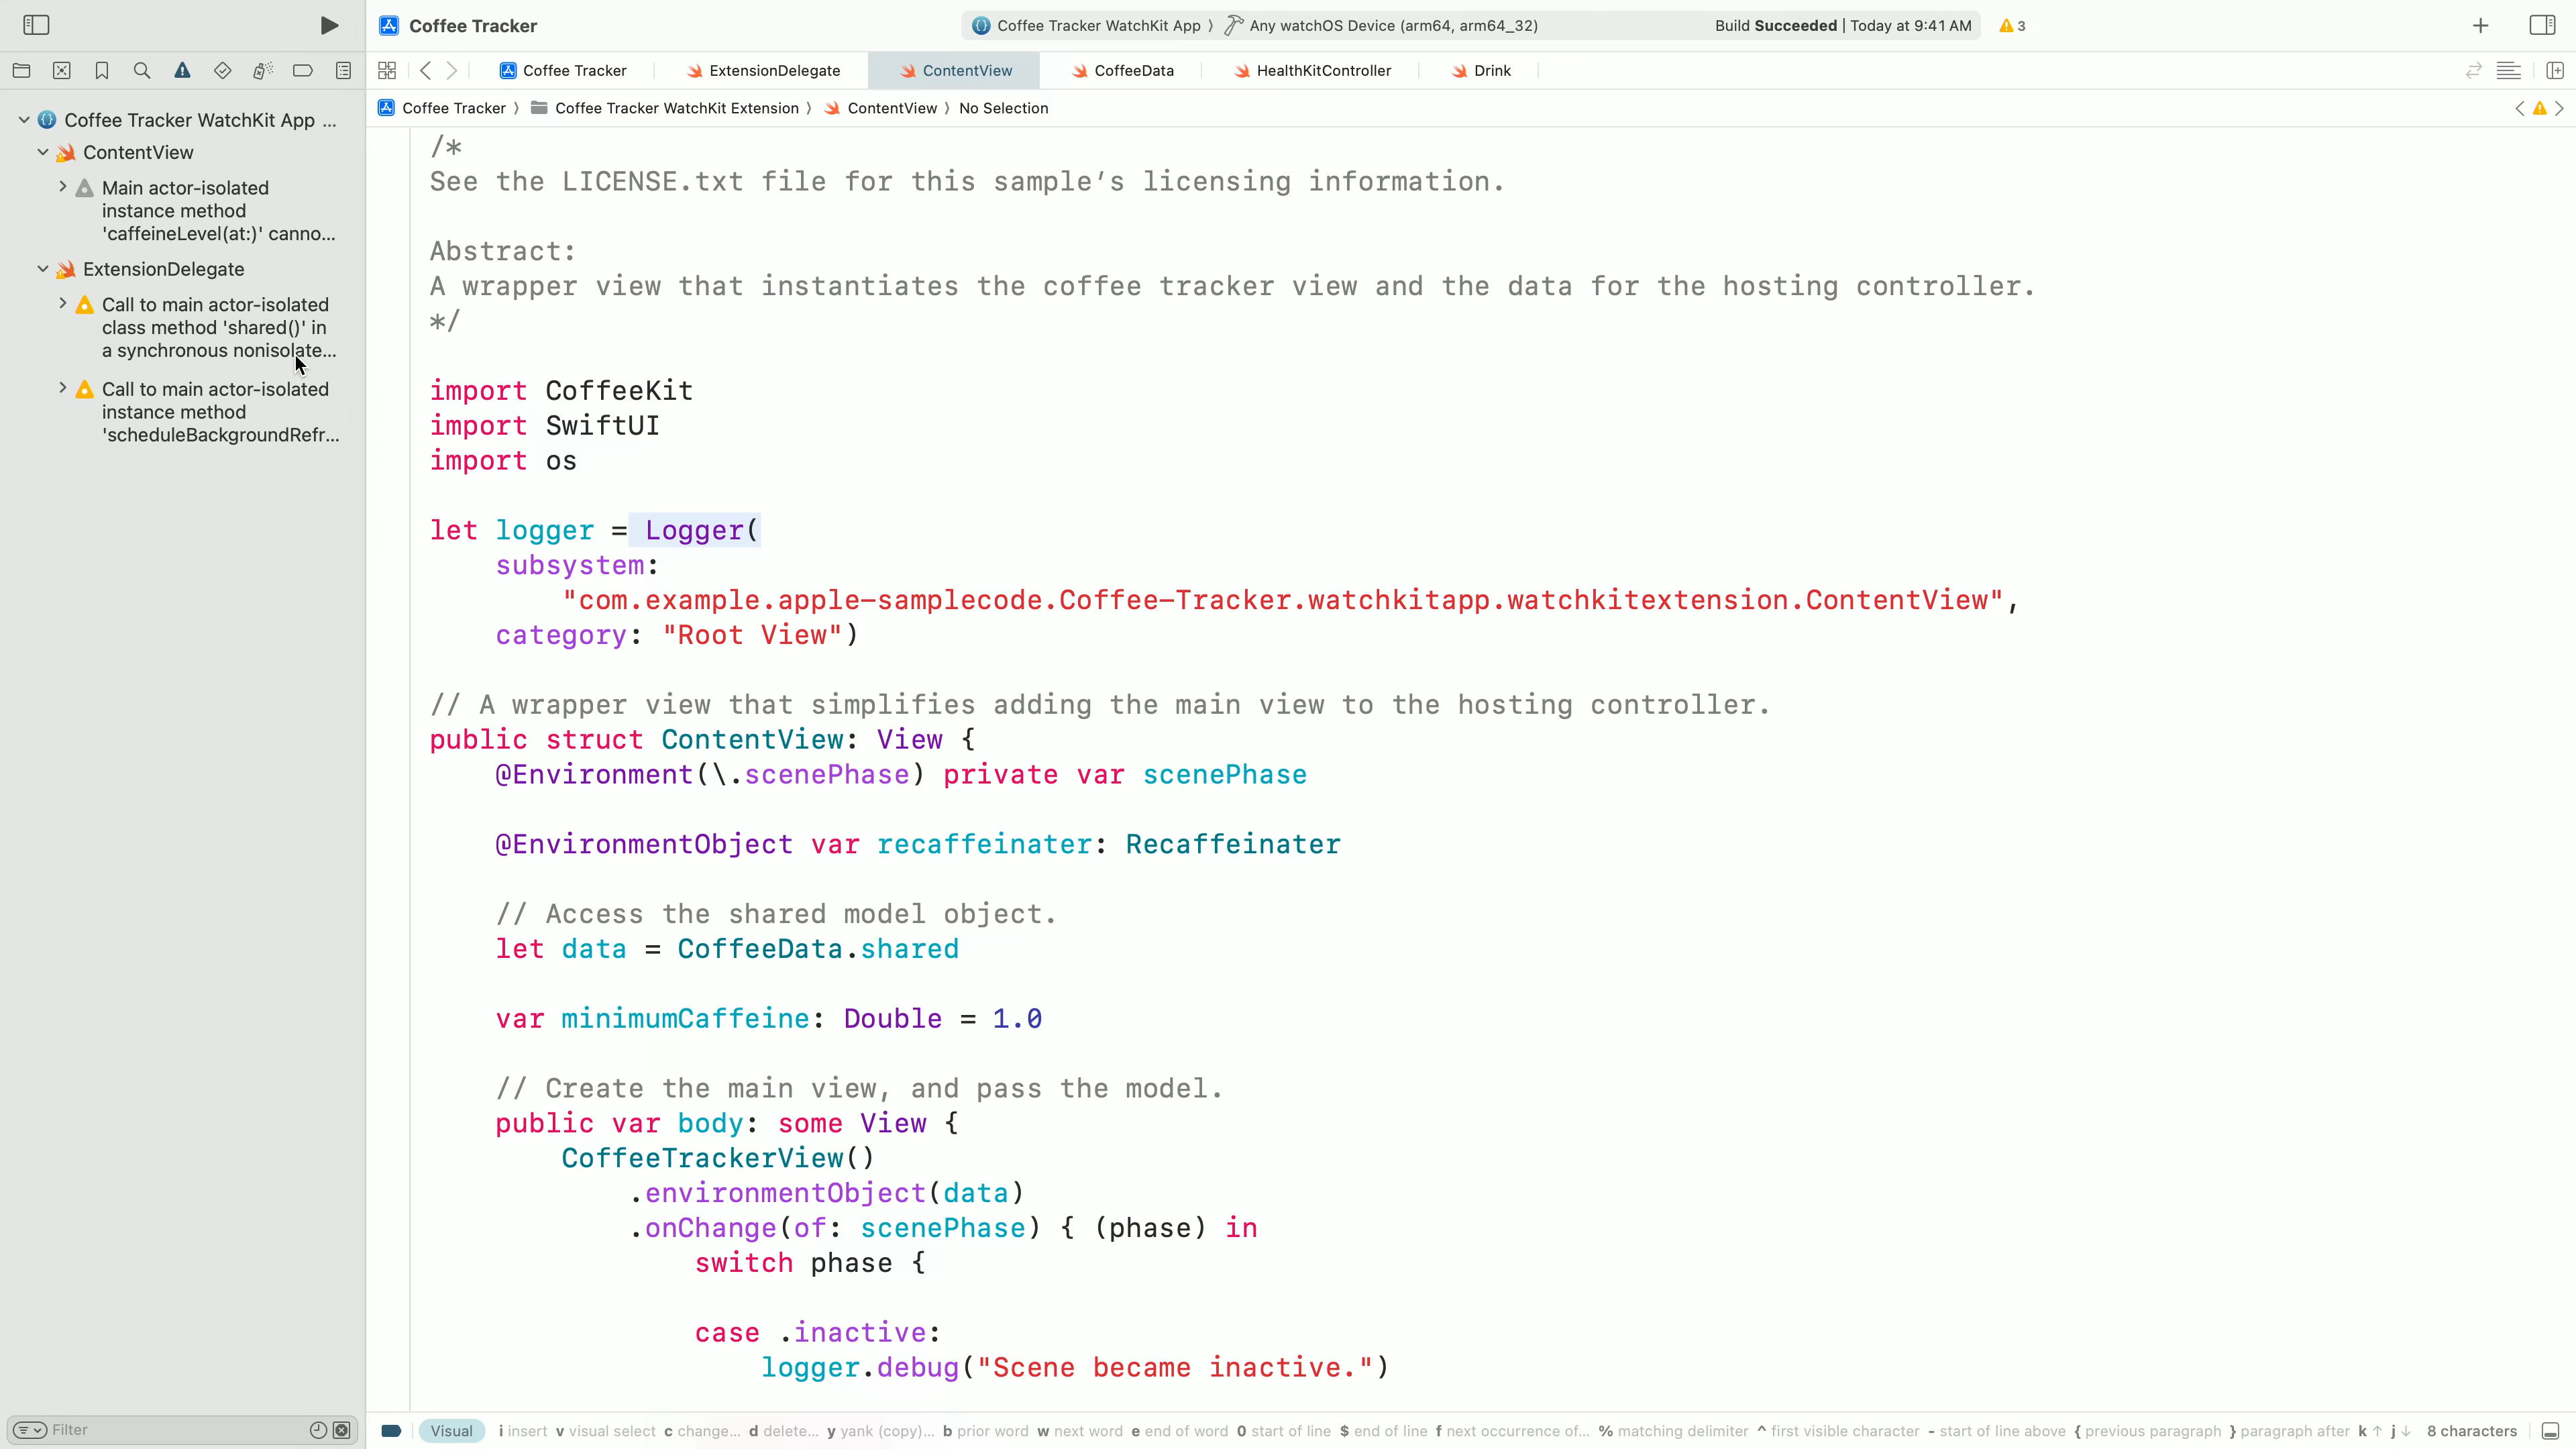 Coffee Tracker
Coffee Tracker WatchKit App 〉 Any watchOS Device (arm64, arm64_32)
Build Succeeded | Today at 9:41 AM
3
Coffee Tracker
ExtensionDelegate
ContentView
CoffeeData
HealthKitController
Drink
Coffee Tracker 〉 Coffee Tracker WatchKit Extension 〉 ContentView 〉 No Selection
Coffee Tracker WatchKit App ...
ContentView
Main actor-isolated
instance method
'caffeineLevel(at:)' canno...
ExtensionDelegate
Call to main actor-isolated
class method 'shared()' in
a synchronous nonisolate...
Call to main actor-isolated
instance method
'scheduleBackgroundRefr...
Filter
/*
See the LICENSE.txt file for this sample’s licensing information.
Abstract:
A wrapper view that instantiates the coffee tracker view and the data for the hosting controller.
*/
import CoffeeKit
import SwiftUI
import os
let logger = Logger(
subsystem:
"com.example.apple-samplecode.Coffee-Tracker.watchkitapp.watchkitextension.ContentView",
category: "Root View")
// A wrapper view that simplifies adding the main view to the hosting controller.
public struct ContentView: View {
@Environment(\.scenePhase) private var scenePhase
@EnvironmentObject var recaffeinater: Recaffeinater
// Access the shared model object.
let data = CoffeeData.shared
var minimumCaffeine: Double = 1.0
// Create the main view, and pass the model.
public var body: some View {
CoffeeTrackerView()
.environmentObject(data)
.onChange(of: scenePhase) { (phase) in
switch phase {
case .inactive:
logger.debug("Scene became inactive.")
Visual i insert v visual select c change... d delete... y yank (copy)... b prior word w next word e end of word 0 start of line $ end of line f next occurrence of... % matching delimiter ^ first visible character - start of line above { previous paragraph } paragraph after k ↑ j ↓ 8 characters